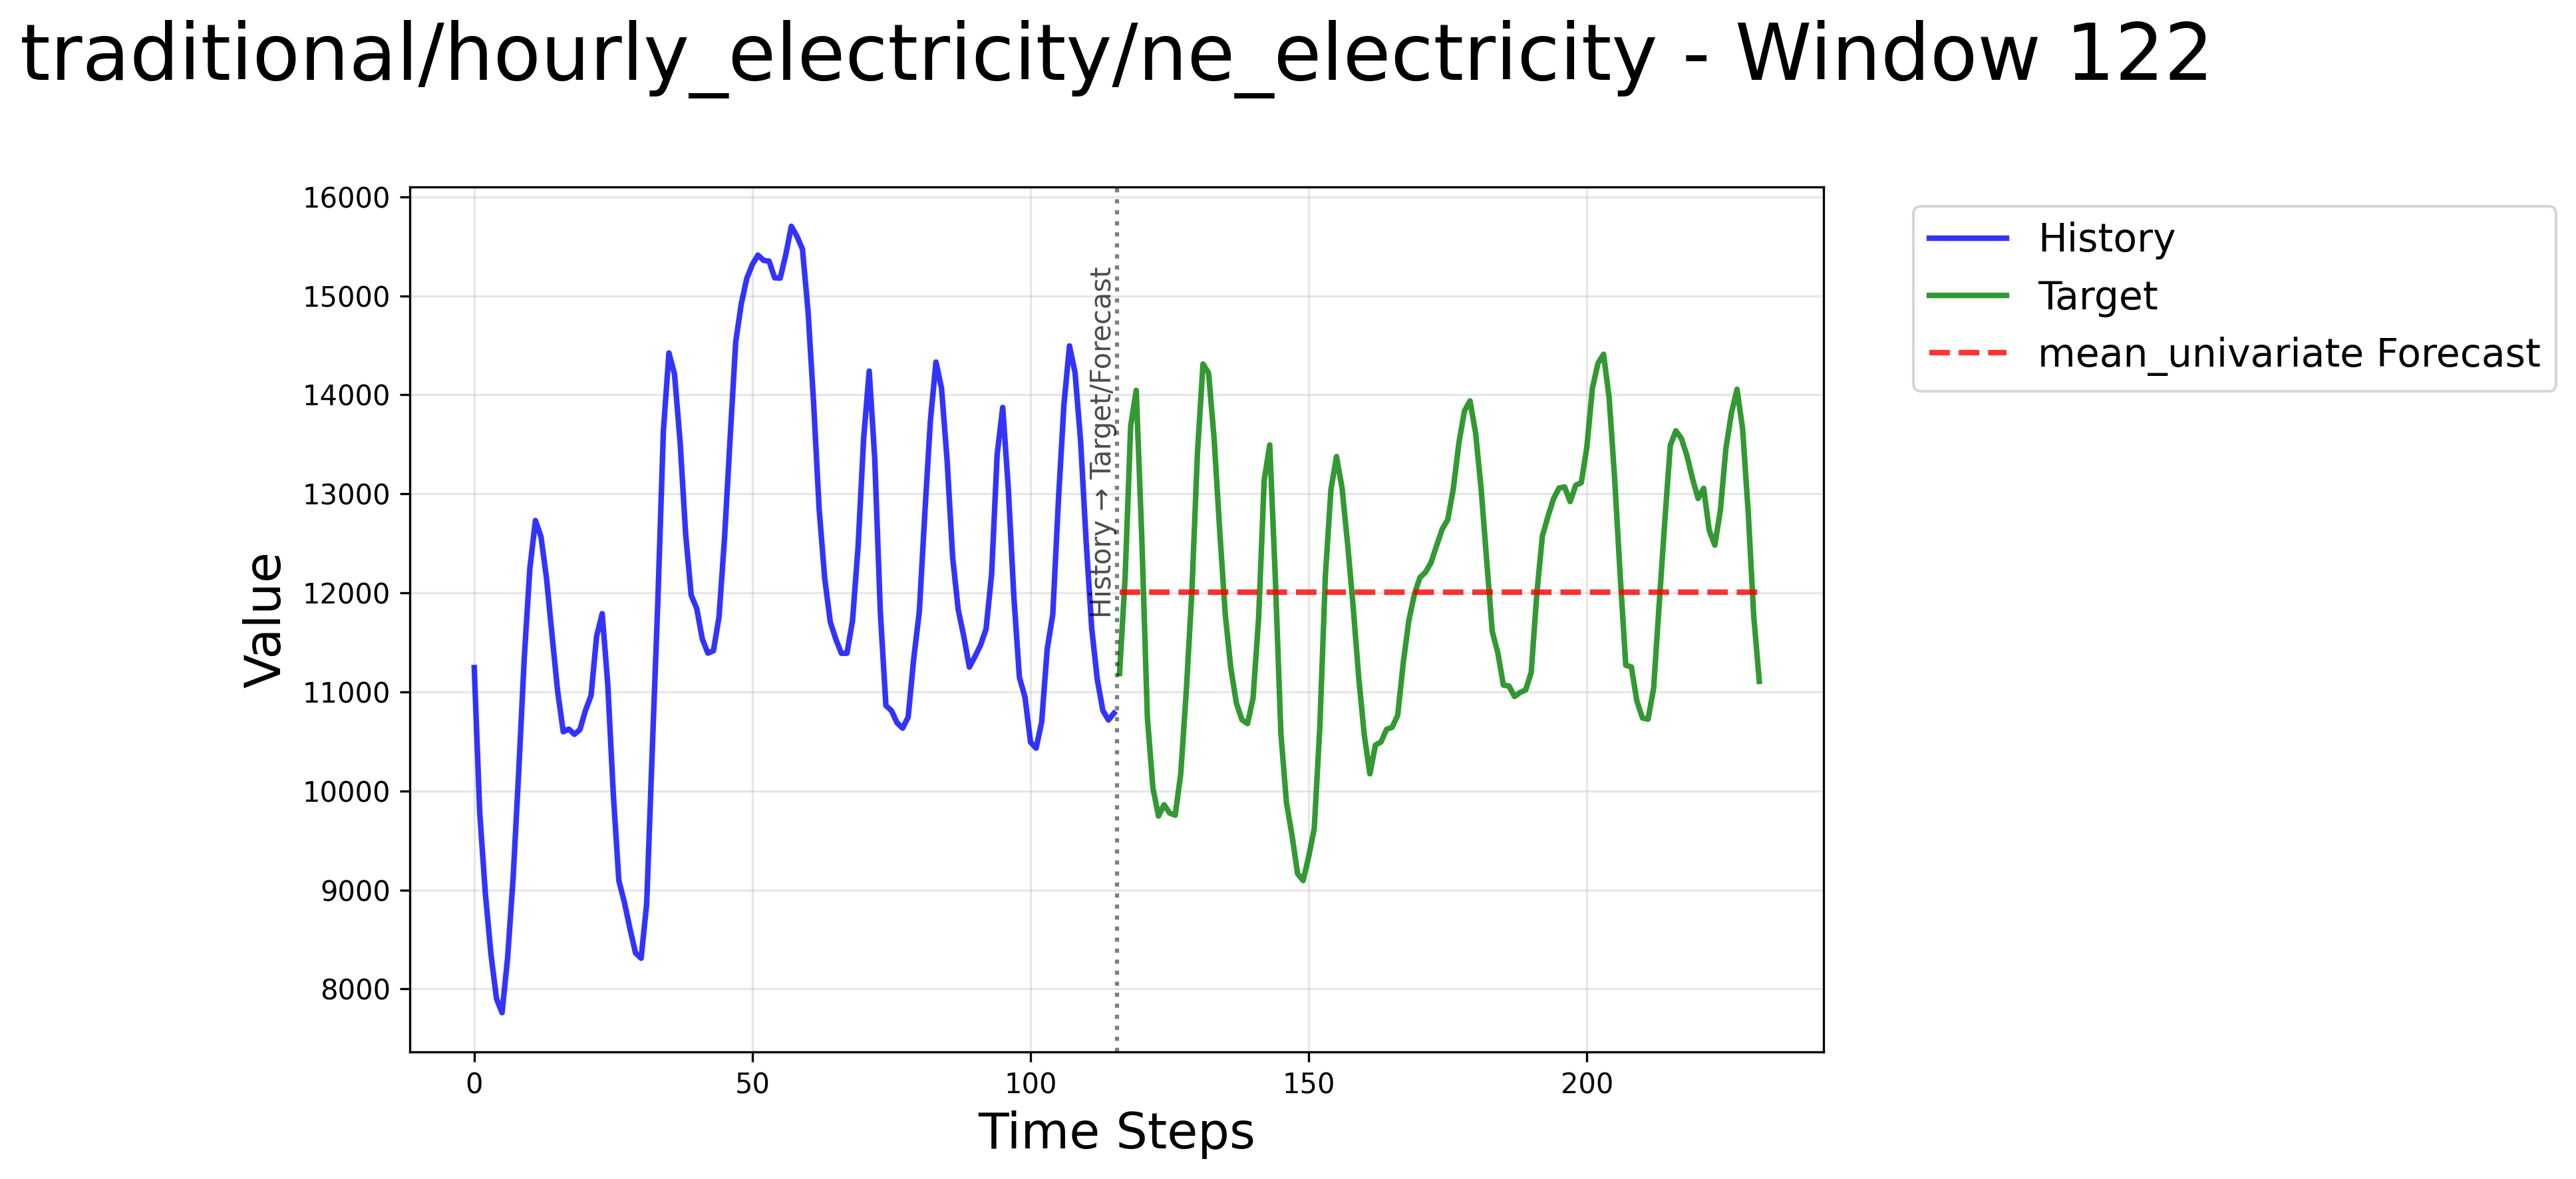 traditional/hourly_electricity/ne_electricity - Window 122
16000
15000
14000
13000
12000
11000
10000
9000
8000
Value
0
50
100
150
200
Time Steps
History → Target/Forecast
History
Target
mean_univariate Forecast